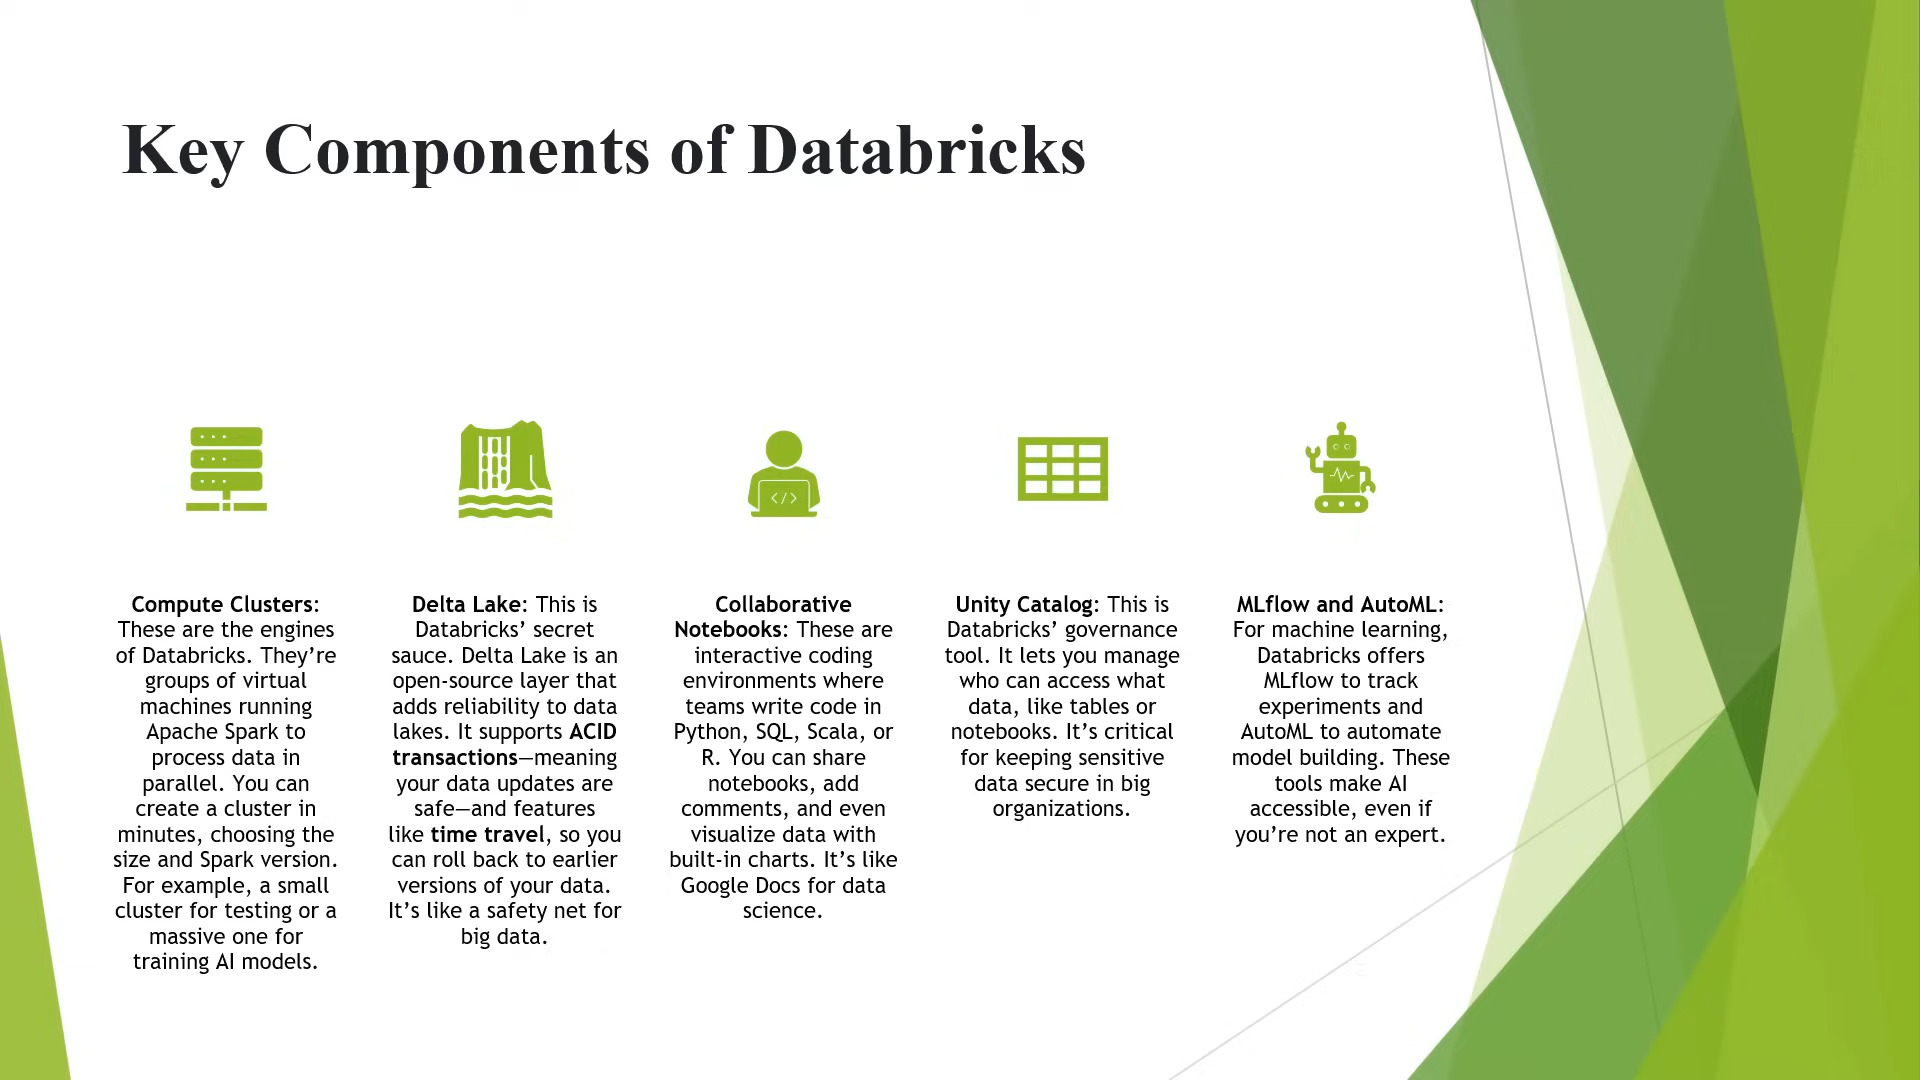 Key Components of Databricks
Compute Clusters:
These are the engines
of Databricks. They’re
groups of virtual
machines running
Apache Spark to
process data in
parallel. You can
create a cluster in
minutes, choosing the
size and Spark version.
For example, a small
cluster for testing or a
massive one for
training AI models.
Delta Lake: This is
Databricks’ secret
sauce. Delta Lake is an
open-source layer that
adds reliability to data
lakes. It supports ACID
transactions—meaning
your data updates are
safe—and features
like time travel, so you
can roll back to earlier
versions of your data.
It’s like a safety net for
big data.
Collaborative
Notebooks: These are
interactive coding
environments where
teams write code in
Python, SQL, Scala, or
R. You can share
notebooks, add
comments, and even
visualize data with
built-in charts. It’s like
Google Docs for data
science.
Unity Catalog: This is
Databricks’ governance
tool. It lets you manage
who can access what
data, like tables or
notebooks. It’s critical
for keeping sensitive
data secure in big
organizations.
MLflow and AutoML:
For machine learning,
Databricks offers
MLflow to track
experiments and
AutoML to automate
model building. These
tools make AI
accessible, even if
you’re not an expert.